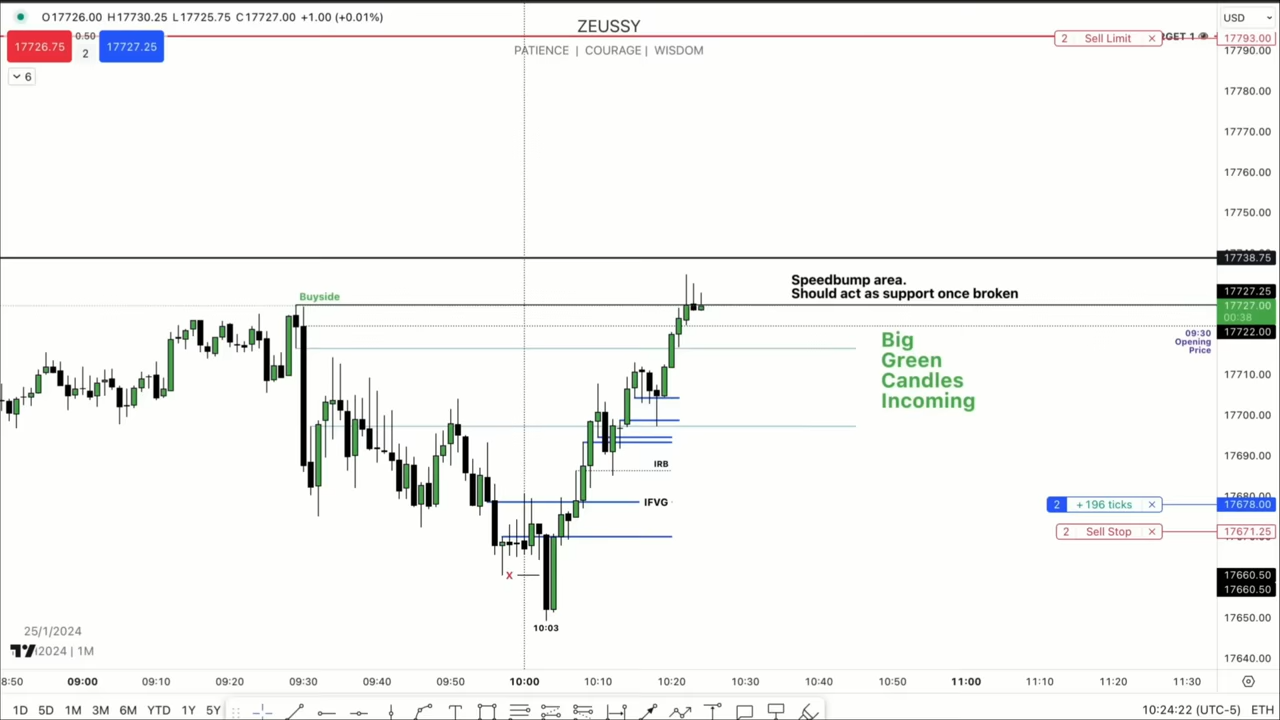 O17726.00 H17730.25 L17725.75 C17727.00 +1.00 (+0.01%)
17726.75
0.50
2
17727.25
6
ZEUSSY
PATIENCE | COURAGE | WISDOM
USD
2 Sell Limit
17793.00
17790.00
17780.00
17770.00
17760.00
17750.00
17738.75
Speedbump area.
Should act as support once broken
Buyside
17727.25
17727.00
00:38
17722.00
09:30
Opening
Price
Big
Green
Candles
Incoming
17710.00
17700.00
17690.00
IRB
IFVG
2 +196 ticks
17678.00
2 Sell Stop
17671.25
X
17660.50
17660.50
17650.00
10:03
17640.00
25/1/2024
2024 | 1M
8:50 09:00 09:10 09:20 09:30 09:40 09:50 10:00 10:10 10:20 10:30 10:40 10:50 11:00 11:10 11:20 11:30
1D 5D 1M 3M 6M YTD 1Y 5Y
10:24:22 (UTC-5) ETH